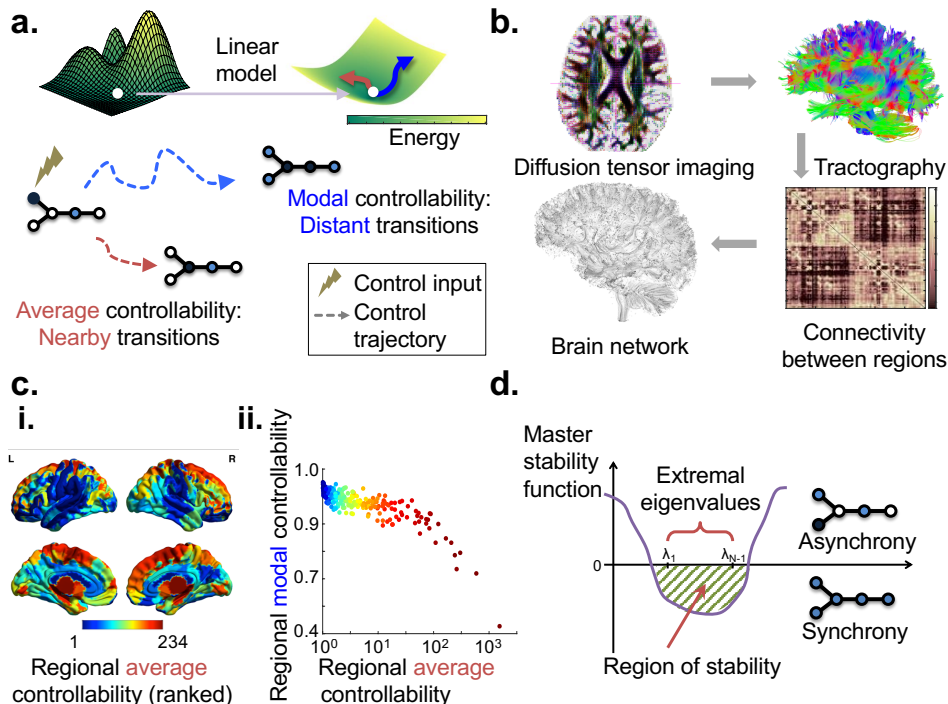 a.
Linear
model
Energy
Modal controllability:
Distant transitions
Average controllability:
Nearby transitions
Control input
Control
trajectory
b.
Diffusion tensor imaging
Tractography
Brain network
Connectivity
between regions
c.
i.
L
R
1
234
Regional average
controllability (ranked)
ii.
Regional modal controllability
1.0
0.9
0.7
0.4
10⁰
10¹
10²
10³
Regional average
controllability
d.
Master
stability
function
Extremal
eigenvalues
λ₁
λN-1
0
Asynchrony
Synchrony
Region of stability